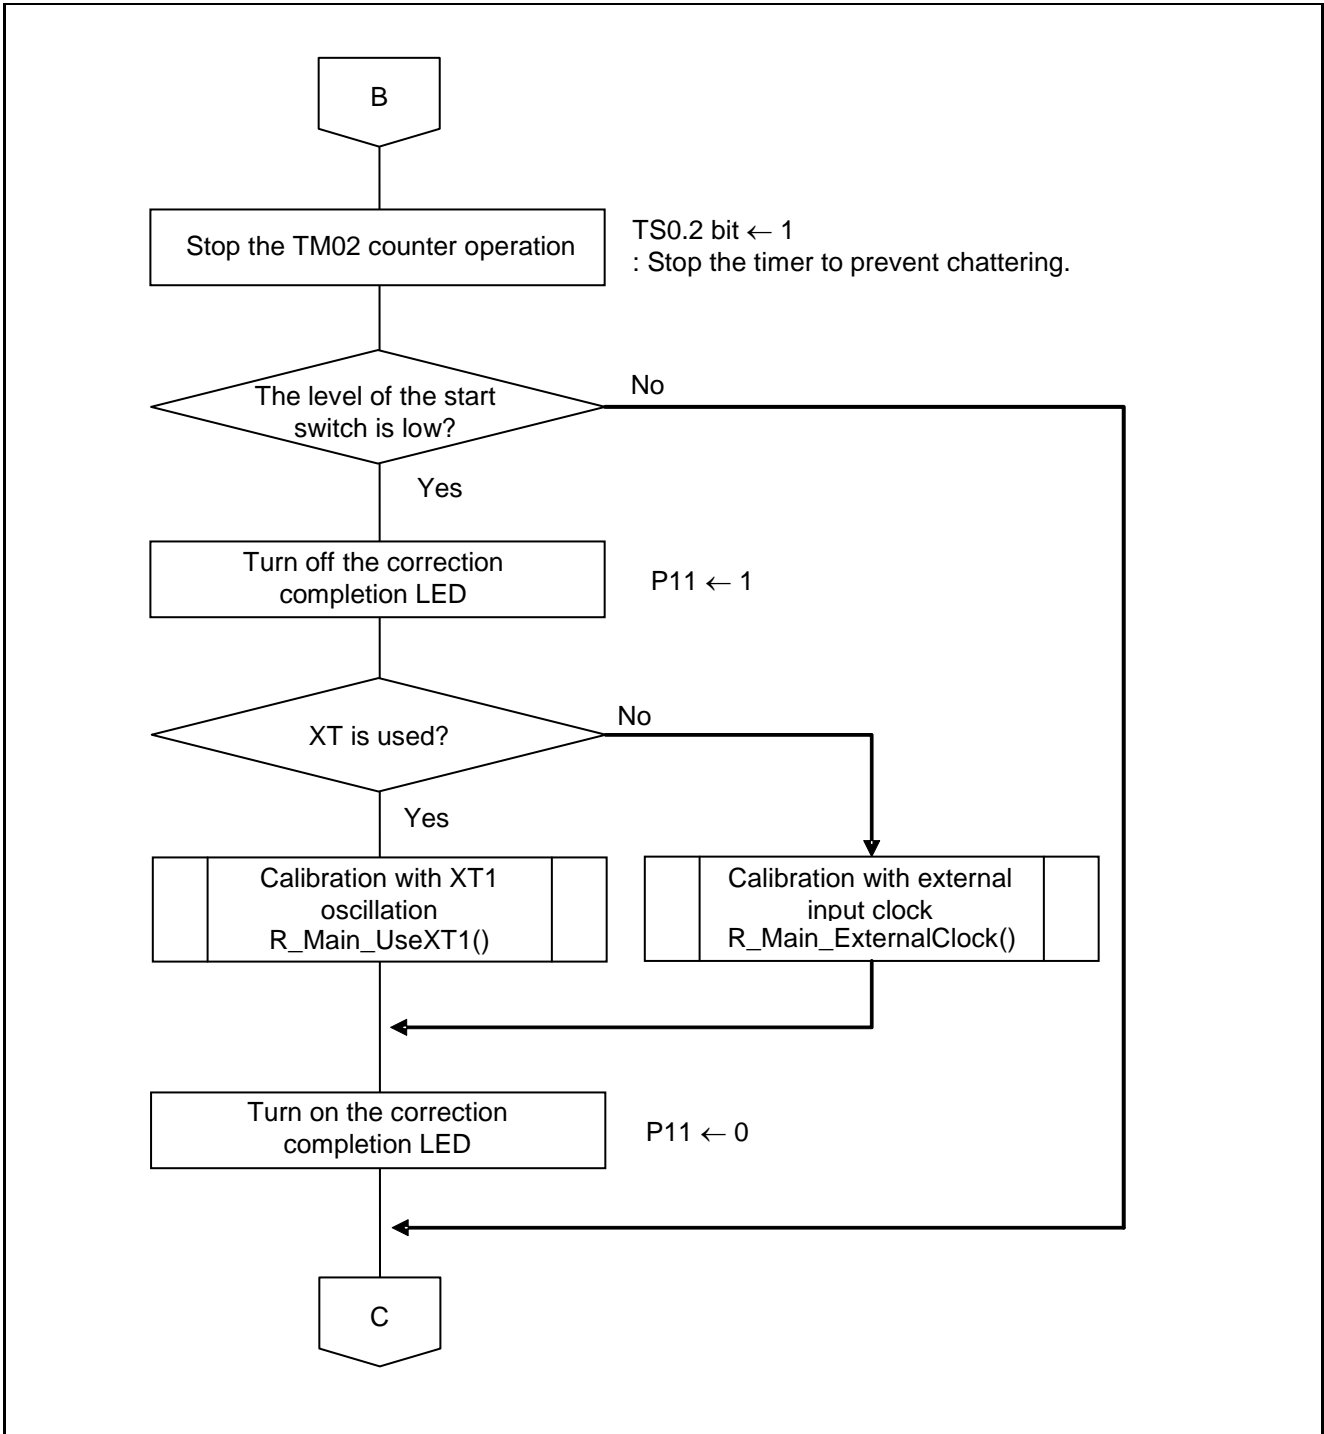 B
Stop the TM02 counter operation
TS0.2 bit ← 1
: Stop the timer to prevent chattering.
The level of the start
switch is low?
No
Yes
Turn off the correction
completion LED
P11 ← 1
XT is used?
No
Yes
Calibration with XT1
oscillation
R_Main_UseXT1()
Calibration with external
input clock
R_Main_ExternalClock()
Turn on the correction
completion LED
P11 ← 0
C